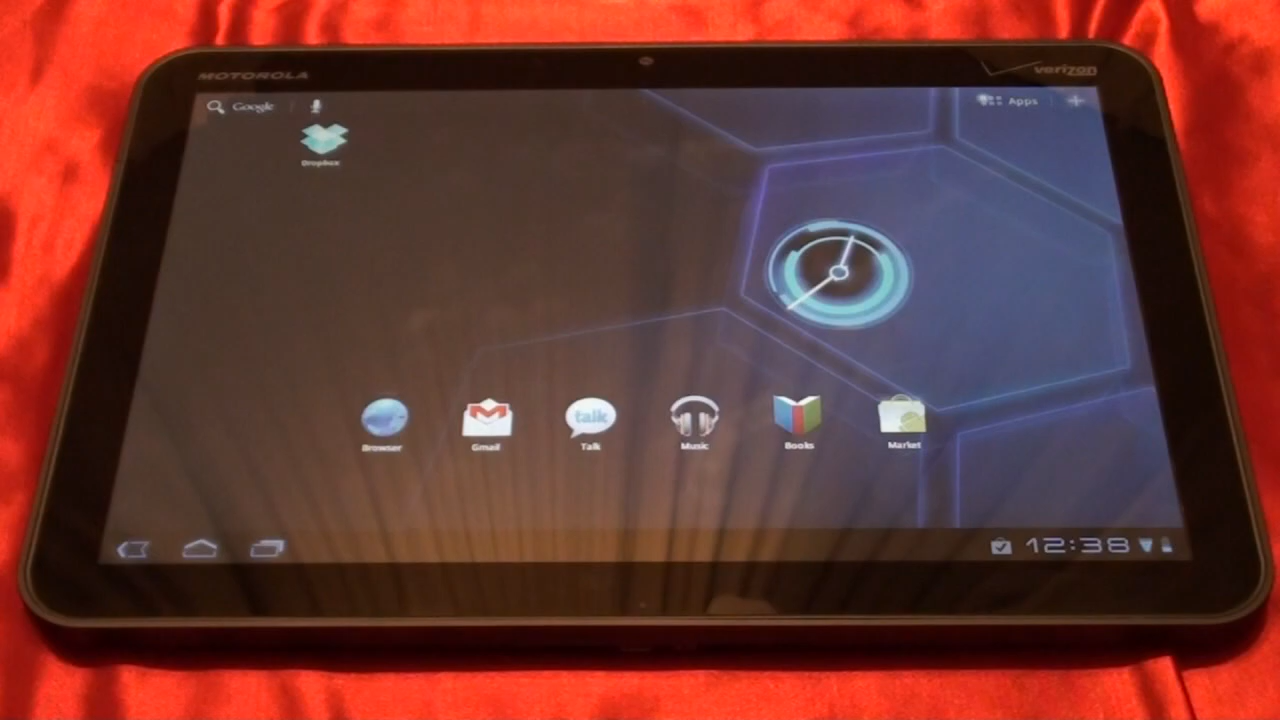 MOTOROLA
verizon
Google
Apps
Dropbox
talk
Browser
Gmail
Talk
Music
Books
Market
12:38